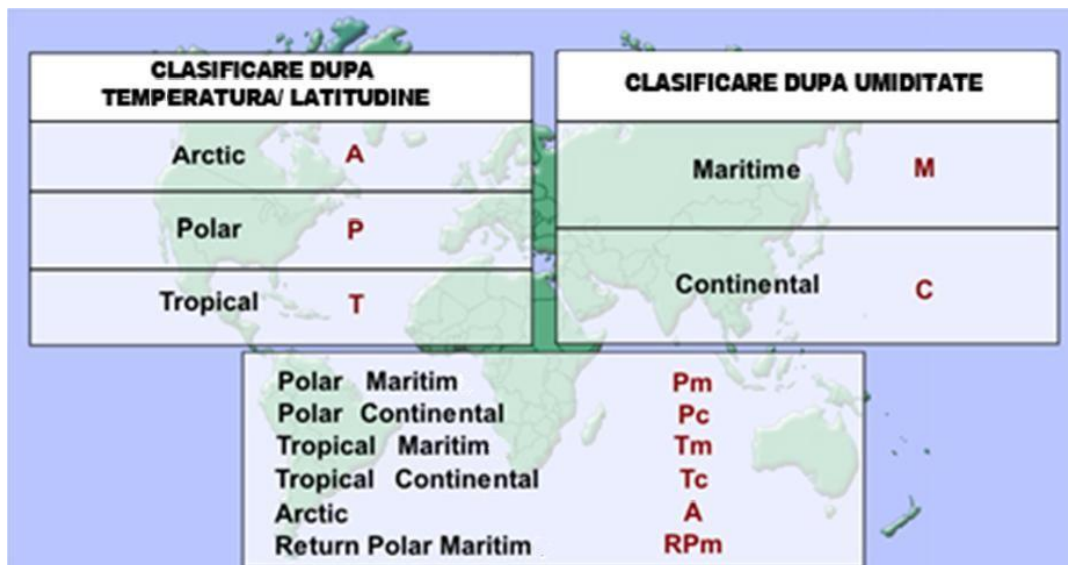 CLASIFICARE DUPA
TEMPERATURA/ LATITUDINE
Arctic A
Polar P
Tropical T
CLASIFICARE DUPA UMIDITATE
Maritime M
Continental C
Polar Maritim Pm
Polar Continental Pc
Tropical Maritim Tm
Tropical Continental Tc
Arctic A
Return Polar Maritim RPm